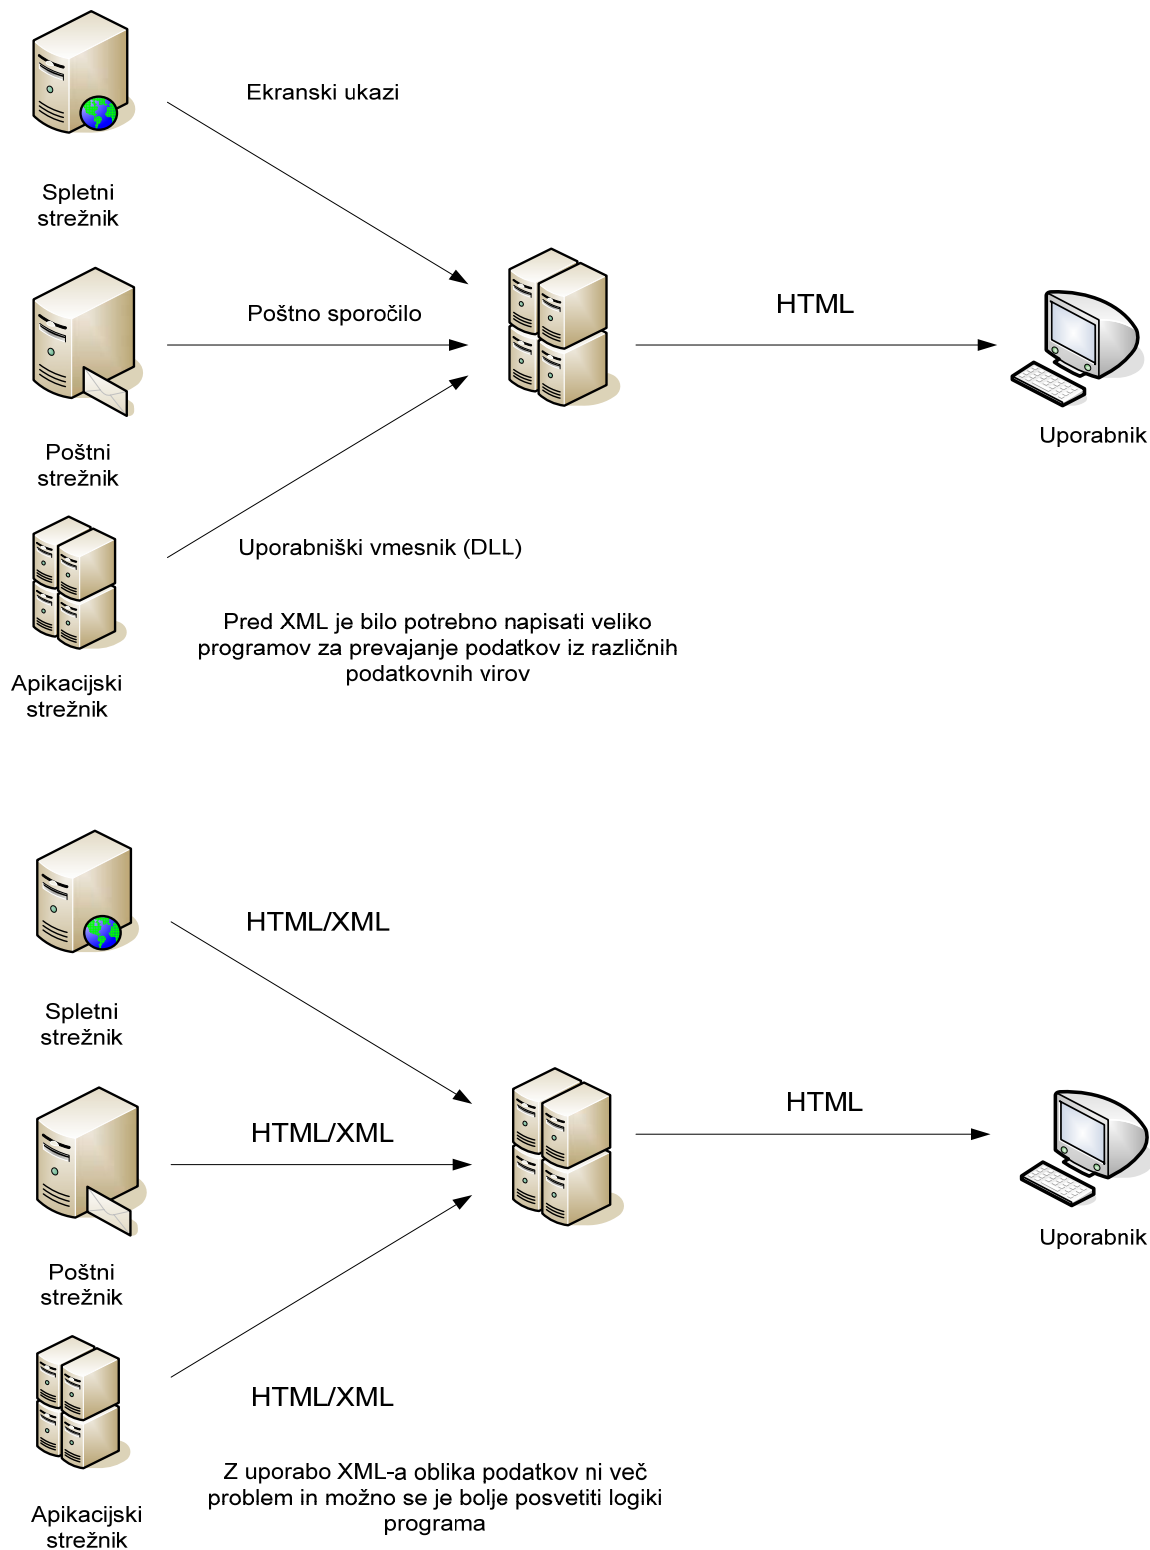 Ekranski ukazi
Spletni
strežnik
Poštno sporočilo
HTML
Uporabnik
Poštni
strežnik
Uporabniški vmesnik (DLL)
Pred XML je bilo potrebno napisati veliko
programov za prevajanje podatkov iz različnih
podatkovnih virov
Apikacijski
strežnik
HTML/XML
Spletni
strežnik
HTML/XML
HTML
Uporabnik
Poštni
strežnik
HTML/XML
Z uporabo XML-a oblika podatkov ni več
problem in možno se je bolje posvetiti logiki
programa
Apikacijski
strežnik